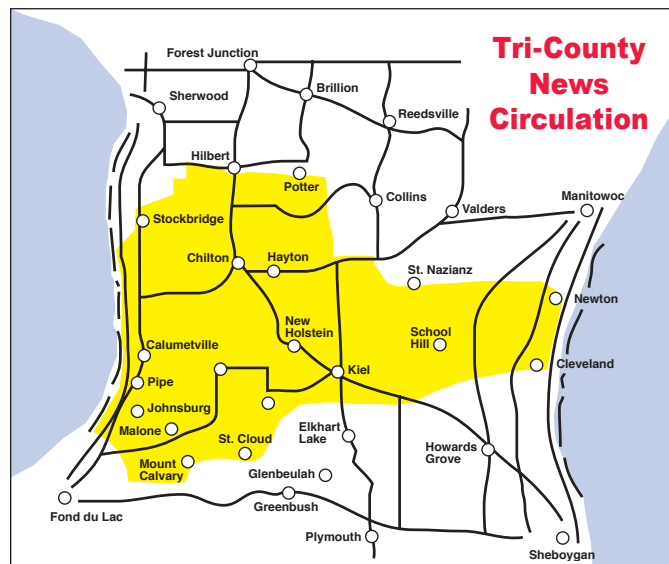 Tri-County
News
Circulation
Forest Junction
Brillion
Sherwood
Reedsville
Hilbert
Potter
Collins
Manitowoc
Valders
Stockbridge
Chilton
Hayton
St. Nazianz
Newton
New
Holstein
School
Hill
Calumetville
Cleveland
Kiel
Pipe
Johnsburg
Malone
Elkhart
Lake
St. Cloud
Howards
Grove
Mount
Calvary
Glenbeulah
Greenbush
Fond du Lac
Plymouth
Sheboygan